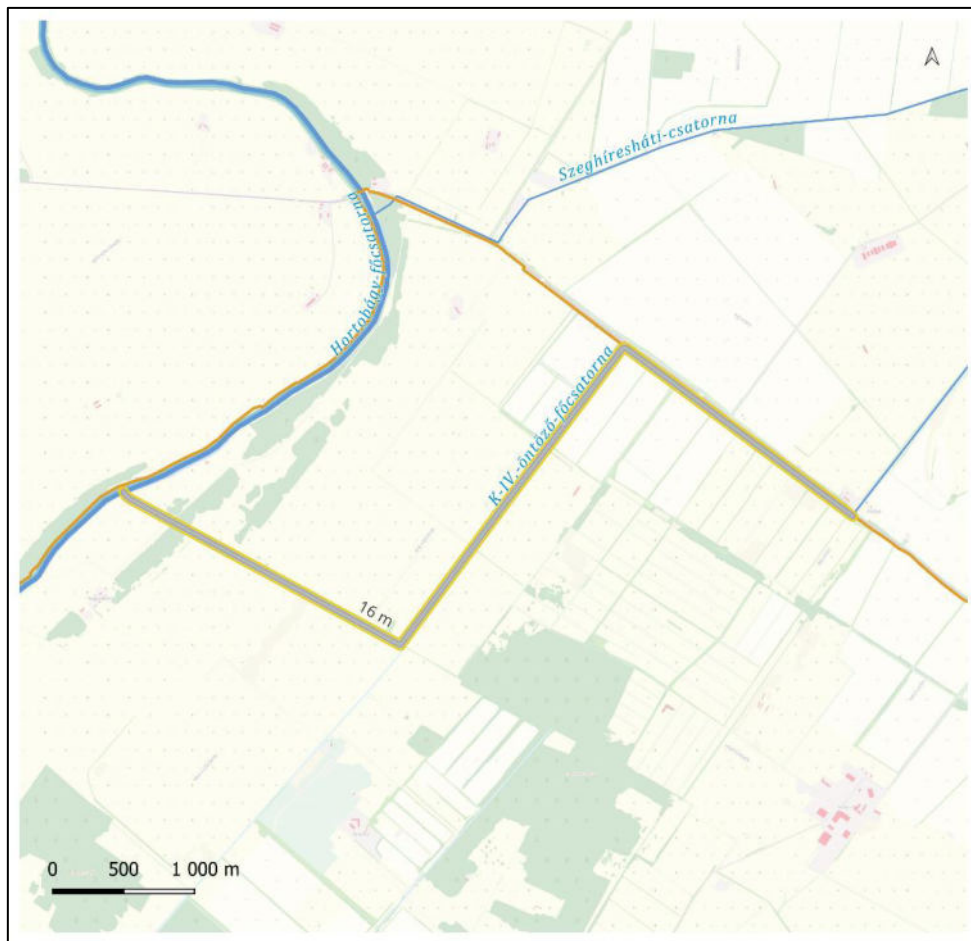 Szeghíresháti-csatorna
Hortobágy-főcsatorna
K-IV.-öntöző-főcsatorna
16 m
0 500 1 000 m